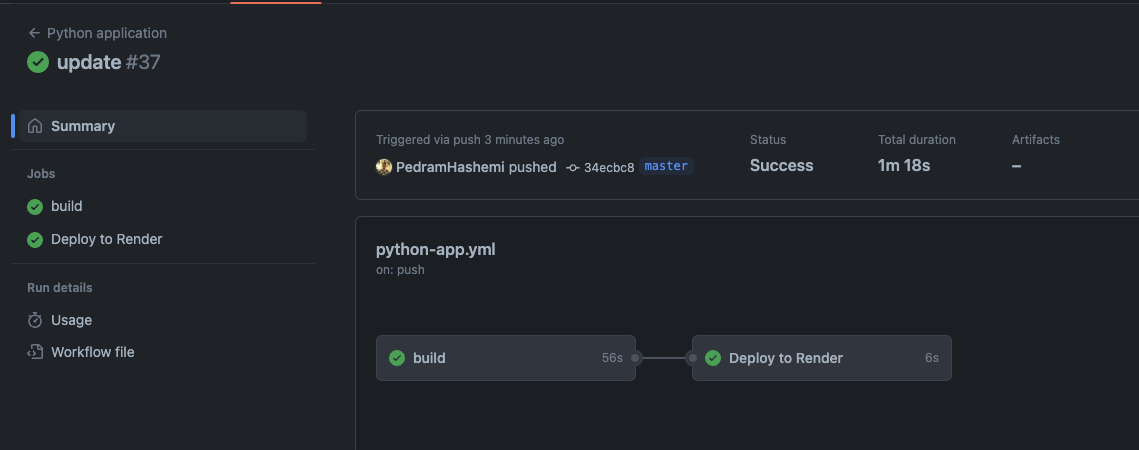 Python application
update #37
Summary
Jobs
build
Deploy to Render
Run details
Usage
Workflow file
Triggered via push 3 minutes ago
PedramHashemi pushed 34ecbc8 master
Status
Success
Total duration
1m 18s
Artifacts
–
python-app.yml
on: push
build 56s
Deploy to Render 6s